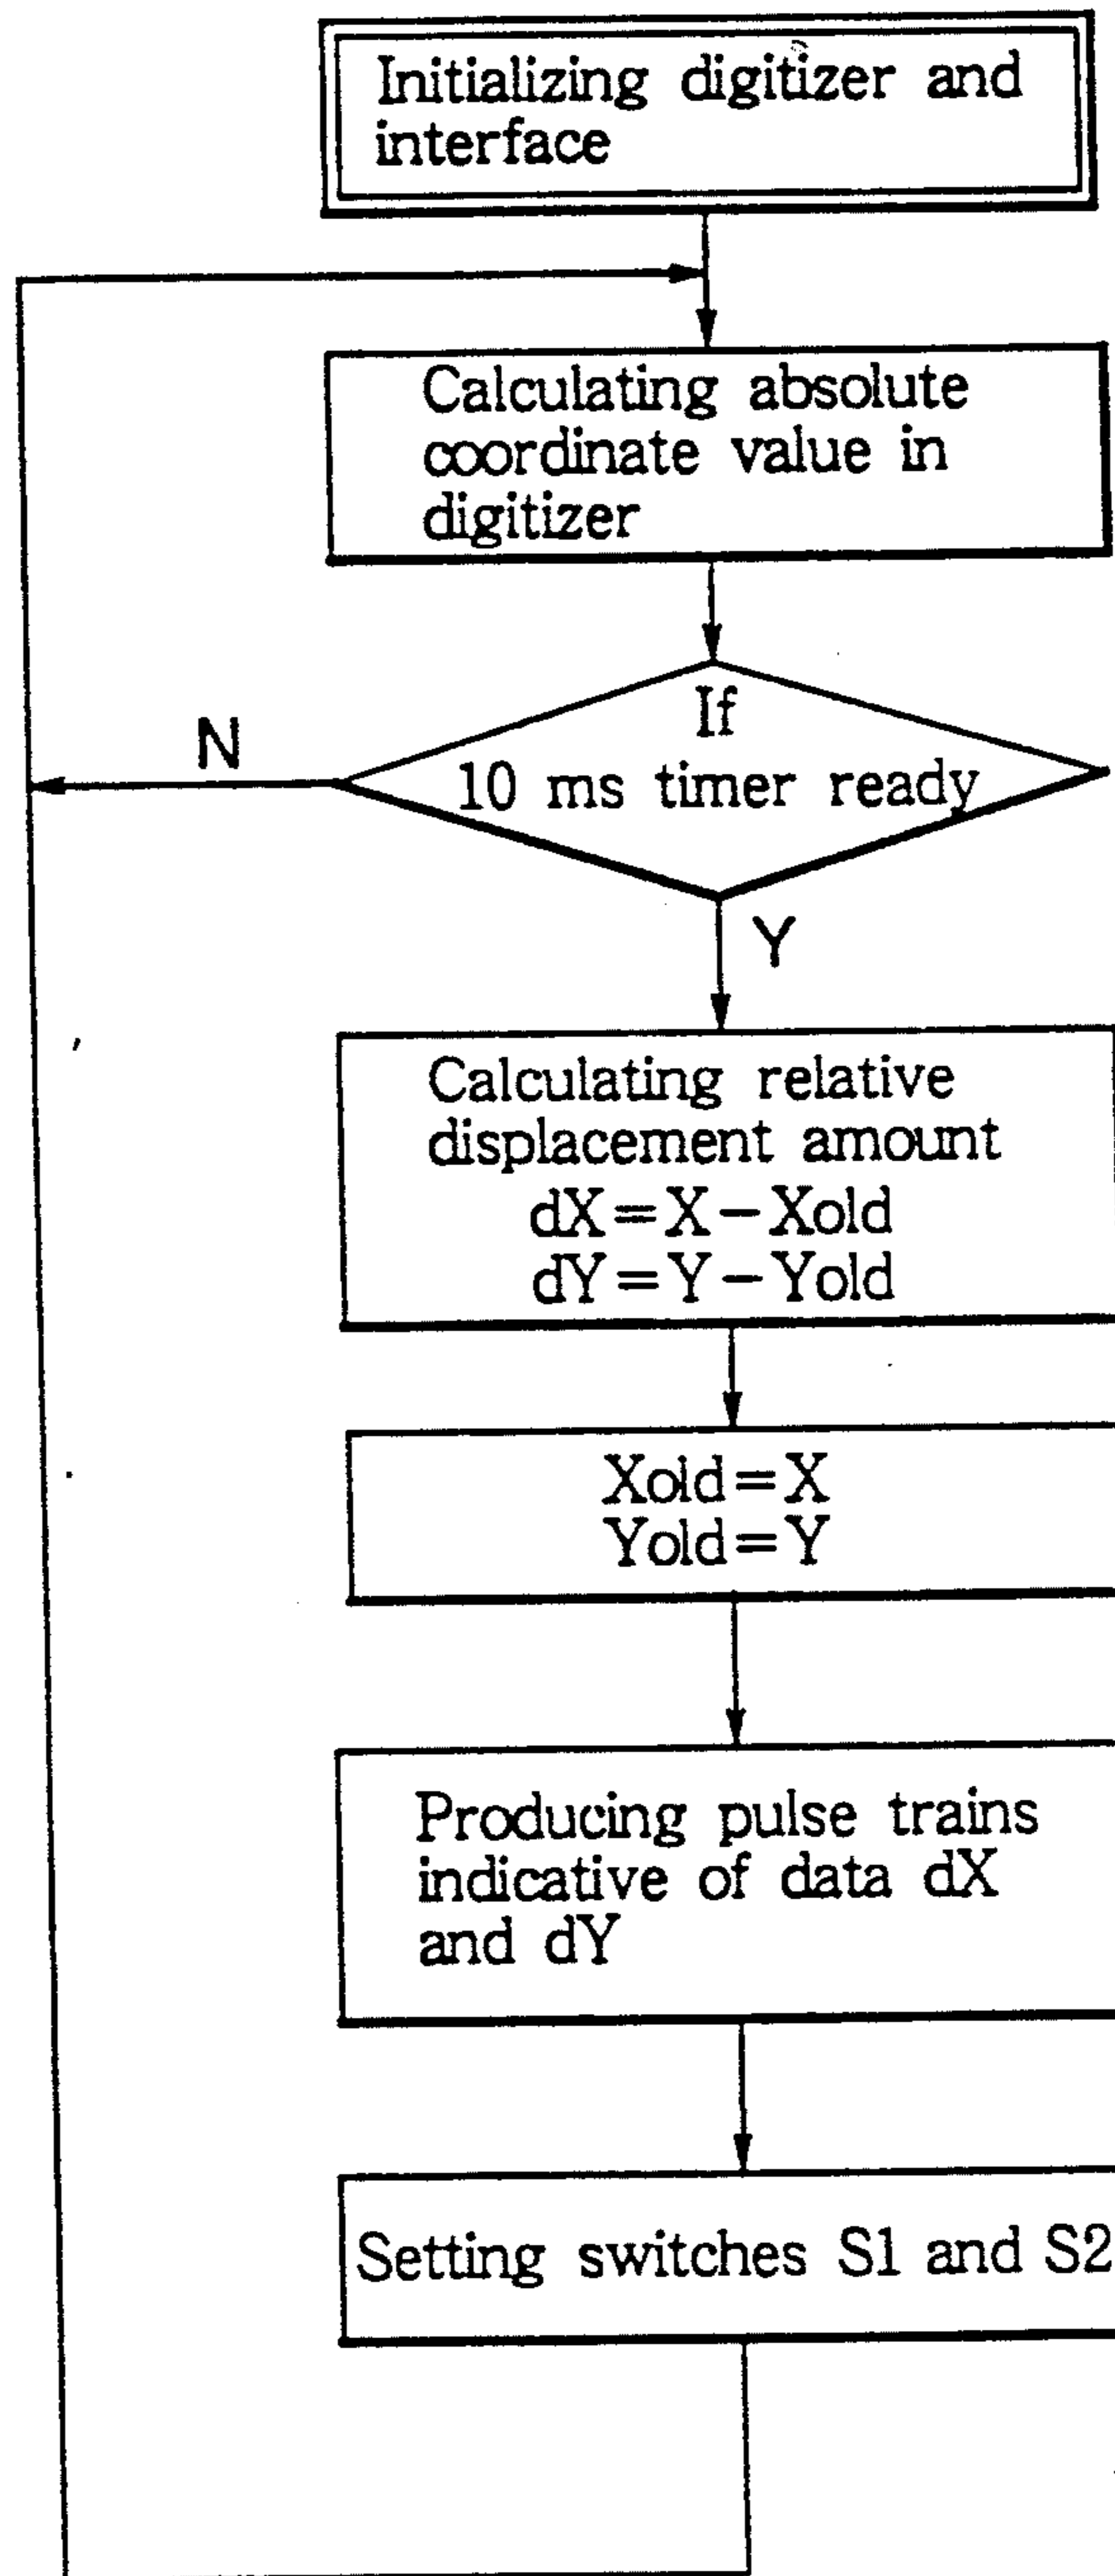 Initializing digitizer and
interface
Calculating absolute
coordinate value in
digitizer
If
10 ms timer ready
N
Y
Calculating relative
displacement amount
dX=X-Xold
dY=Y-Yold
Xold=X
Yold=Y
Producing pulse trains
indicative of data dX
and dY
Setting switches S1 and S2